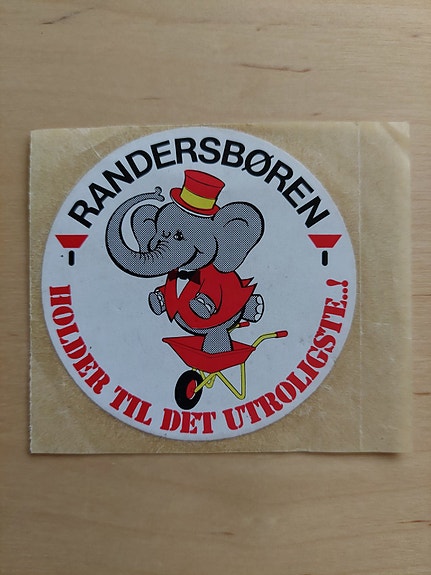 RANDERSBØREN
HOLDER TIL DET UTROLIGSTE..!